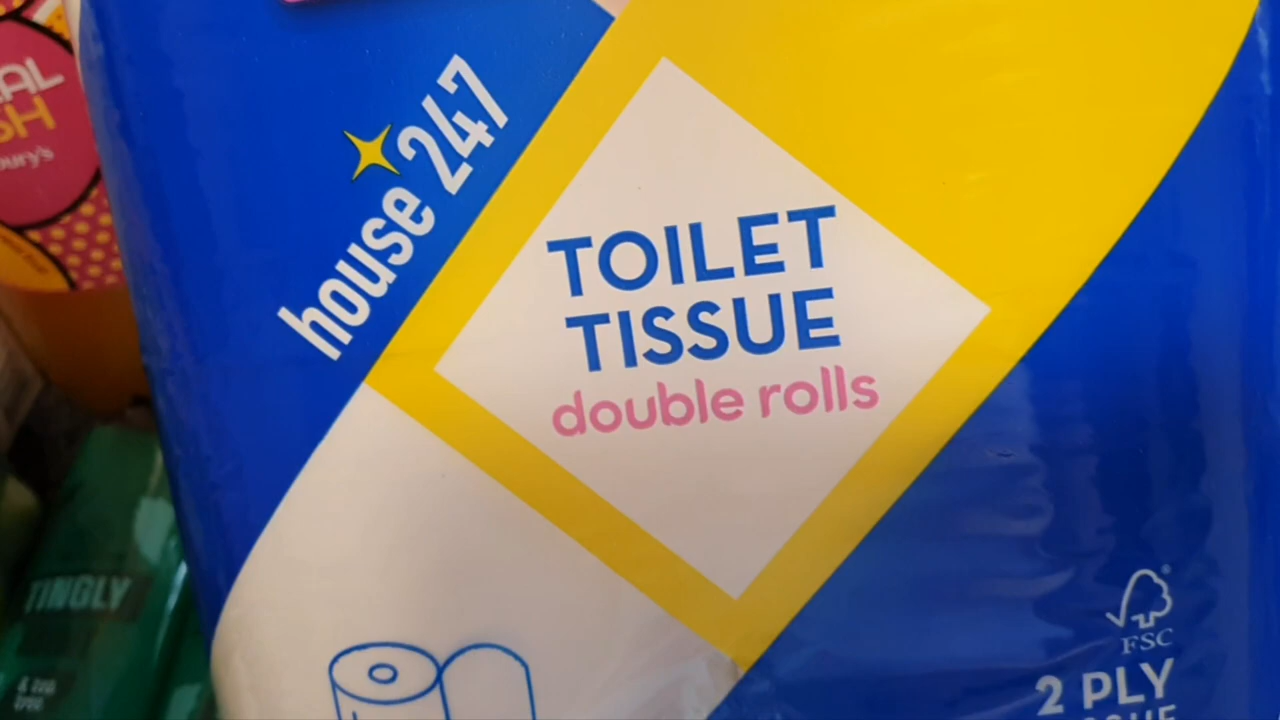 house 247
TOILET
TISSUE
double rolls
FSC
2 PLY
TINGLY